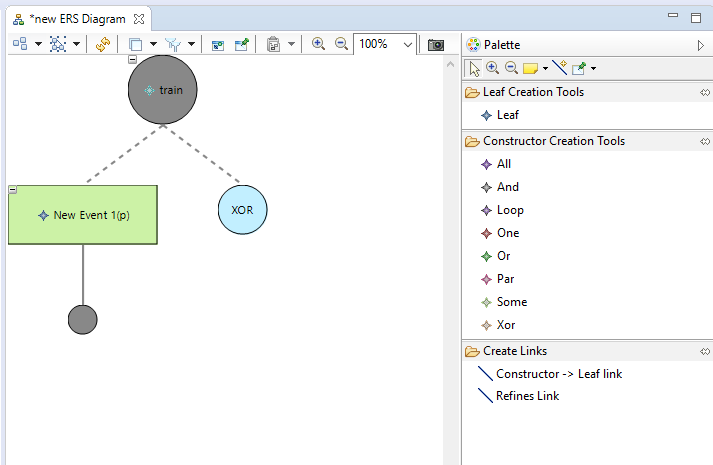 *new ERS Diagram
100%
Palette
train
New Event 1(p)
XOR
Leaf Creation Tools
Leaf
Constructor Creation Tools
All
And
Loop
One
Or
Par
Some
Xor
Create Links
Constructor -> Leaf link
Refines Link